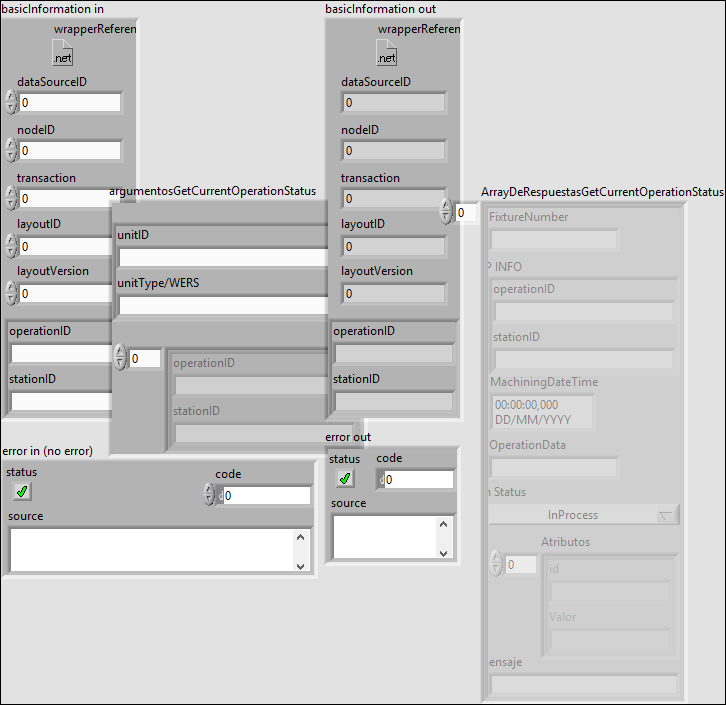 basicInformation in
wrapperReferen
.net
dataSourceID
0
nodeID
0
transaction
0
layoutID
0
layoutVersion
0
operationID
stationID
argumentosGetCurrentOperationStatus
unitID
unitType/WERS
0
operationID
stationID
error in (no error)
status
code
d0
source
basicInformation out
wrapperReferen
.net
dataSourceID
0
nodeID
0
transaction
0
layoutID
0
layoutVersion
0
operationID
stationID
error out
status
code
d0
source
ArrayDeRespuestasGetCurrentOperationStatus
0
FixtureNumber
P INFO
operationID
stationID
MachiningDateTime
00:00:00,000
DD/MM/YYYY
OperationData
n Status
InProcess
Atributos
0
id
Valor
ensaje